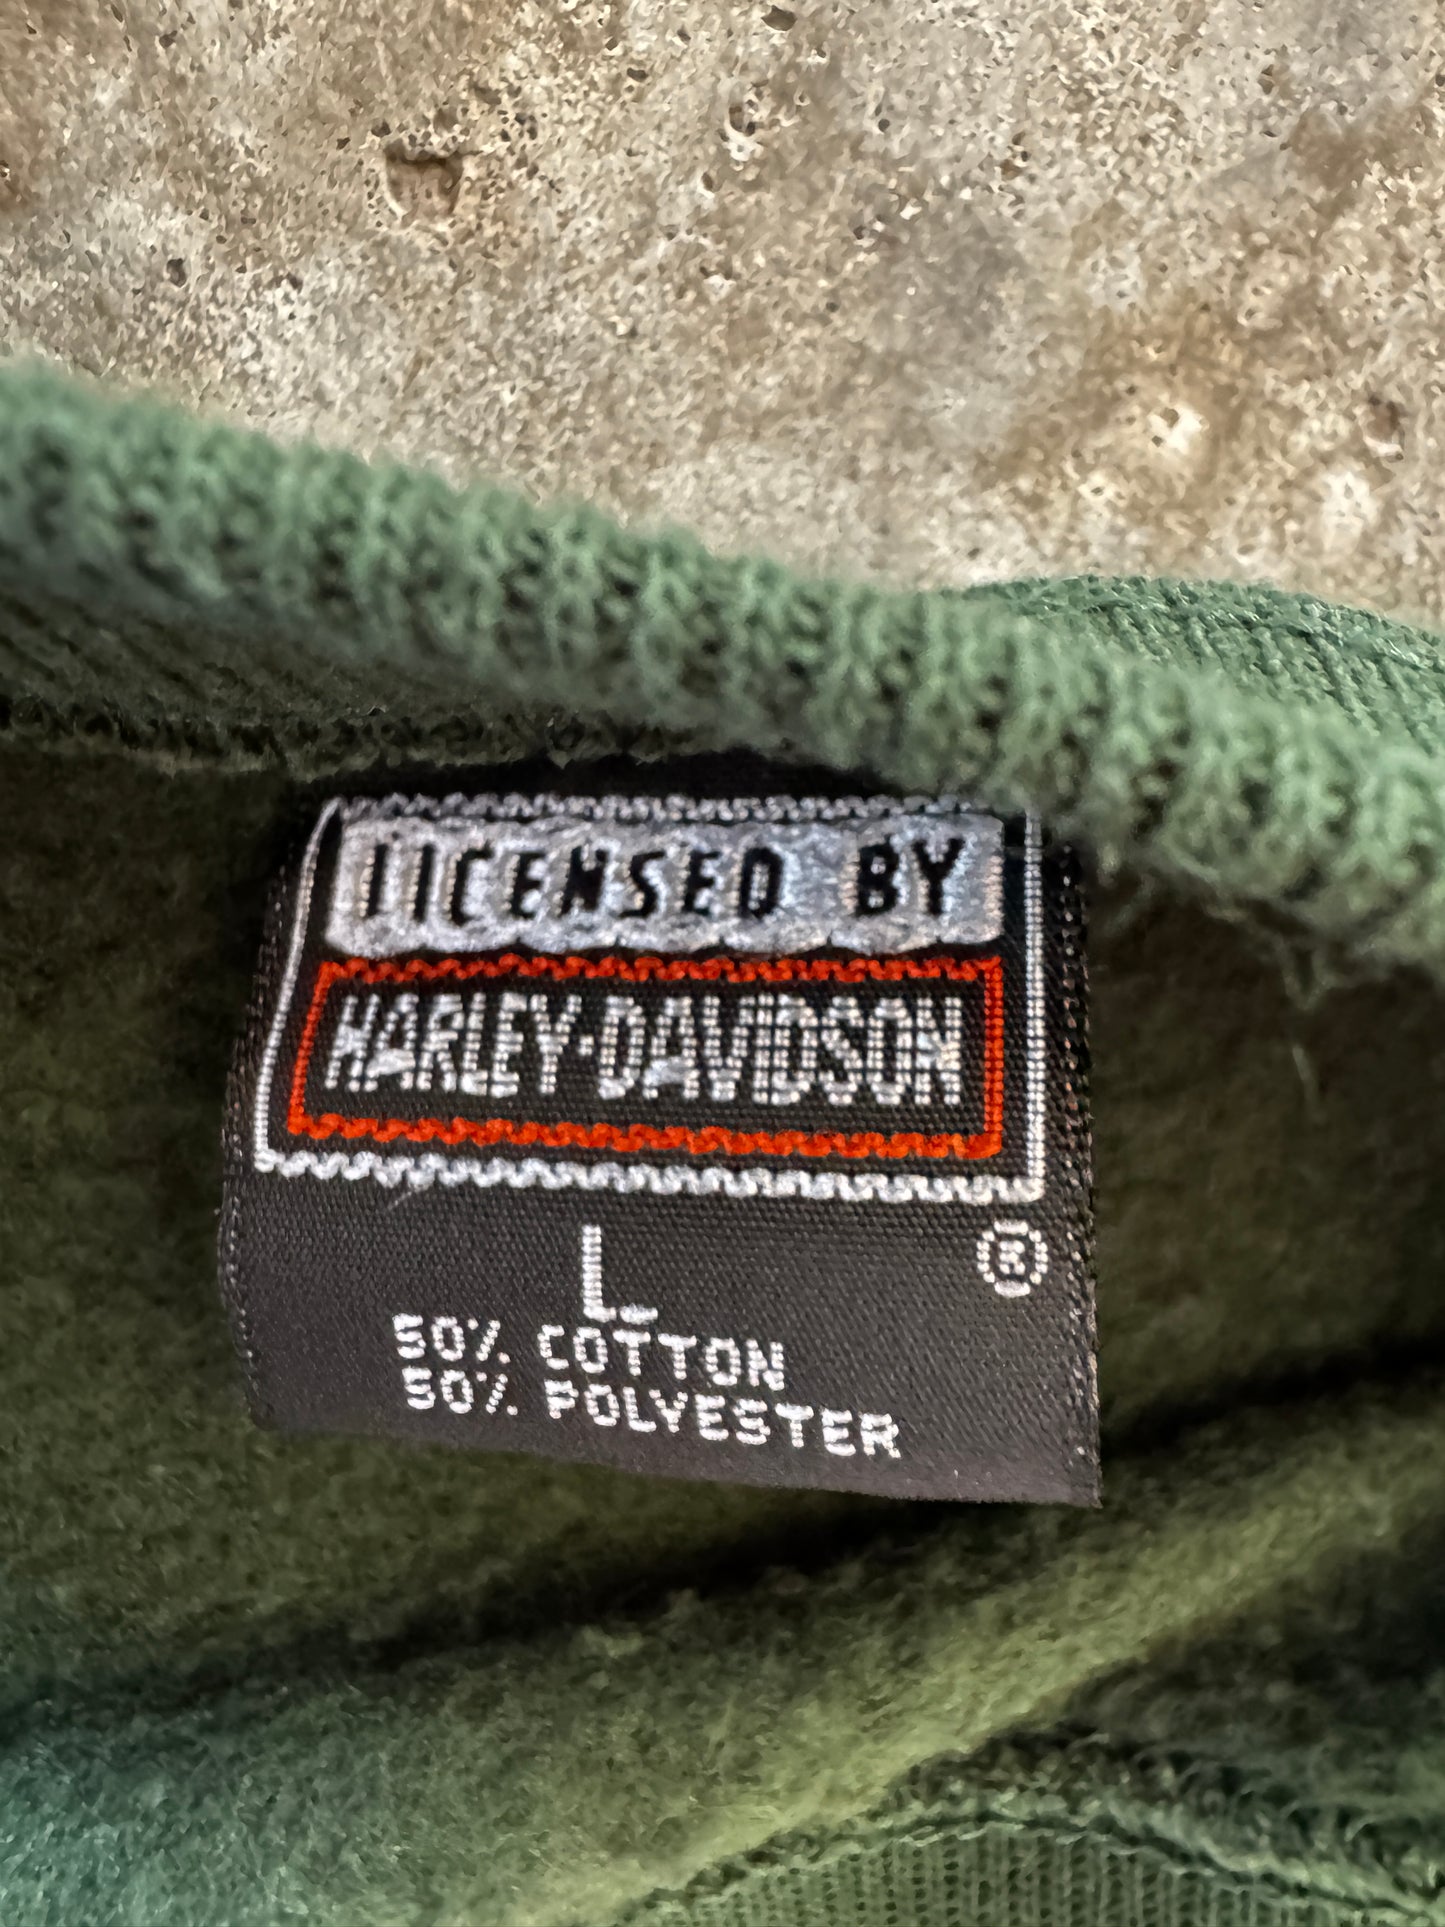 LICENSED BY
HARLEY-DAVIDSON
®
L
50% COTTON
50% POLYESTER